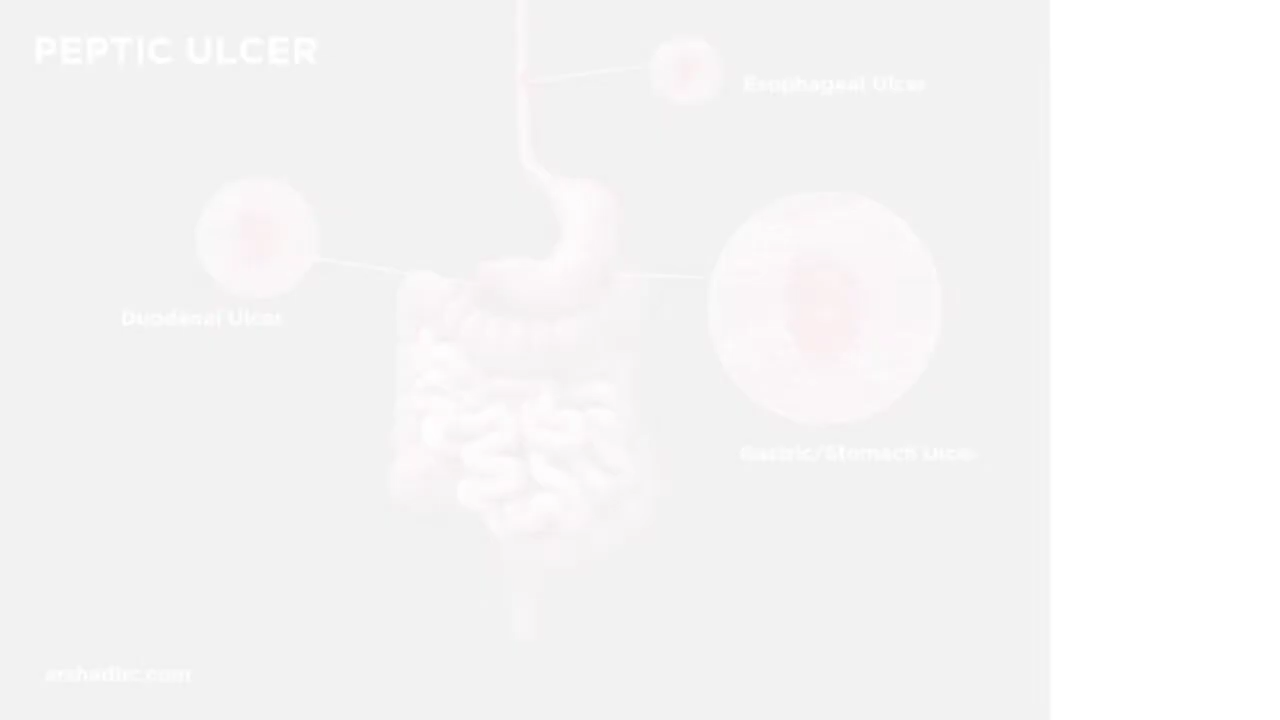 PEPTIC ULCER
Esophageal Ulcer
Duodenal Ulcer
Gastric/Stomach Ulcer